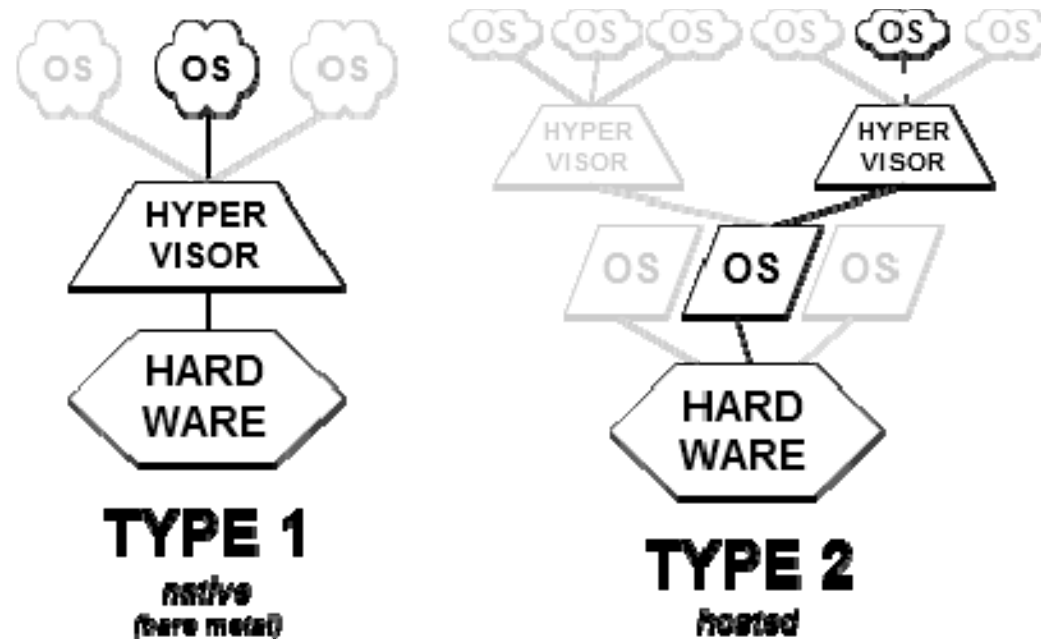 OS
OS
OS
HYPER
VISOR
HARD
WARE
TYPE 1
native
(bare metal)
OS
OS
OS
OS
OS
OS
HYPER
VISOR
HYPER
VISOR
OS
OS
OS
HARD
WARE
TYPE 2
hosted